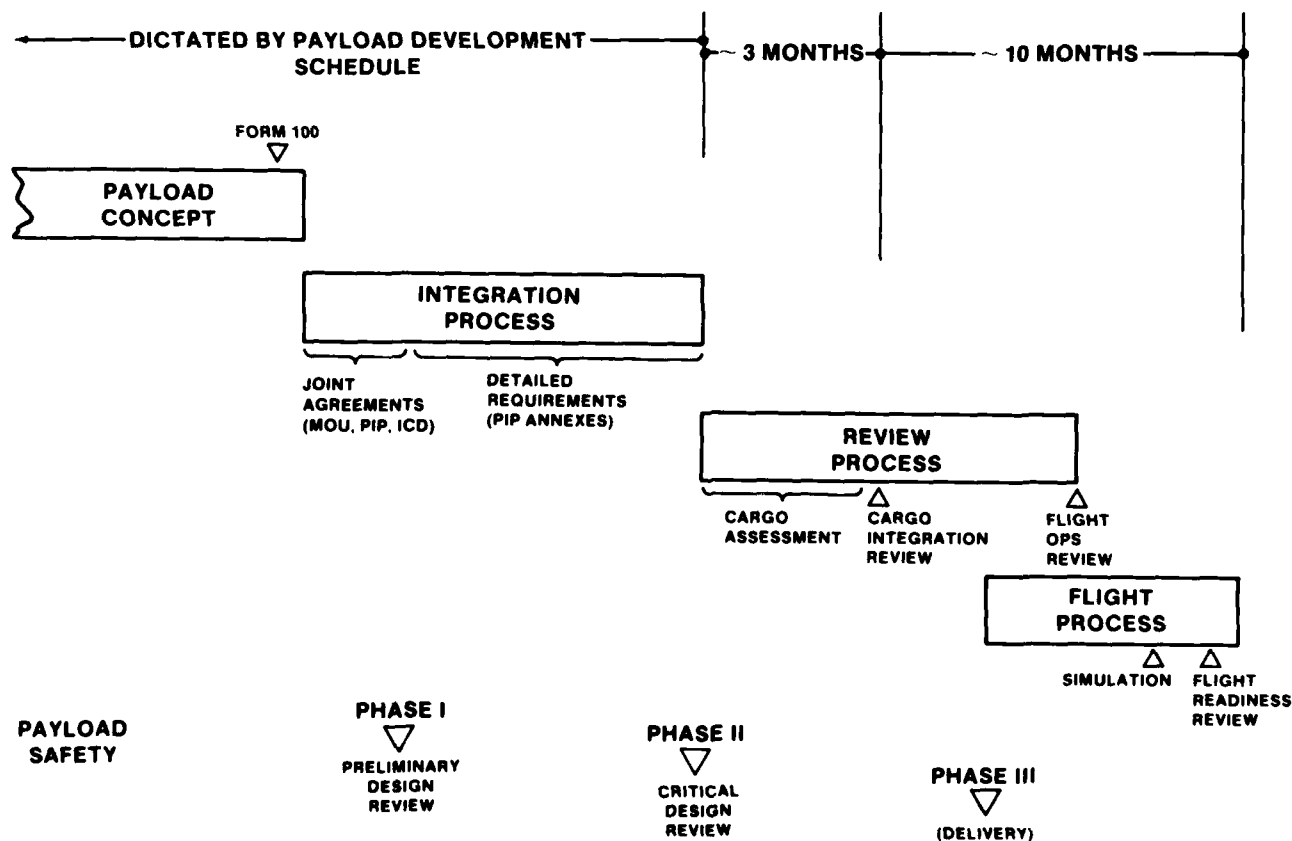 DICTATED BY PAYLOAD DEVELOPMENT
SCHEDULE
~ 3 MONTHS
~ 10 MONTHS
FORM 100
PAYLOAD
CONCEPT
INTEGRATION
PROCESS
JOINT
AGREEMENTS
(MOU, PIP, ICD)
DETAILED
REQUIREMENTS
(PIP ANNEXES)
REVIEW
PROCESS
CARGO
ASSESSMENT
CARGO
INTEGRATION
REVIEW
FLIGHT
OPS
REVIEW
FLIGHT
PROCESS
SIMULATION
FLIGHT
READINESS
REVIEW
PAYLOAD
SAFETY
PHASE I
PRELIMINARY
DESIGN
REVIEW
PHASE II
CRITICAL
DESIGN
REVIEW
PHASE III
(DELIVERY)